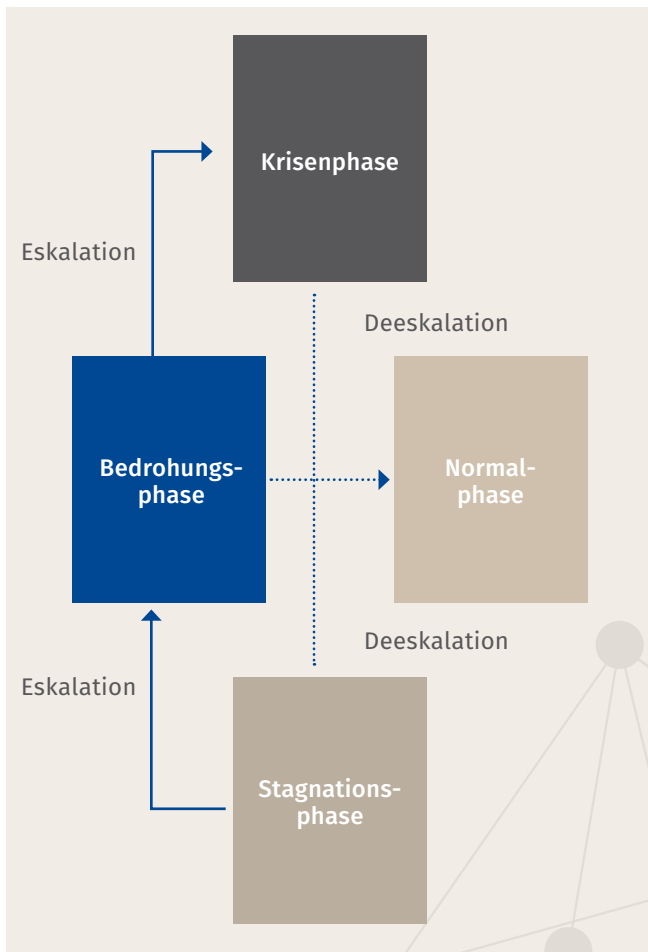 Krisenphase
Eskalation
Deeskalation
Bedrohungs-
phase
Normal-
phase
Deeskalation
Eskalation
Stagnations-
phase